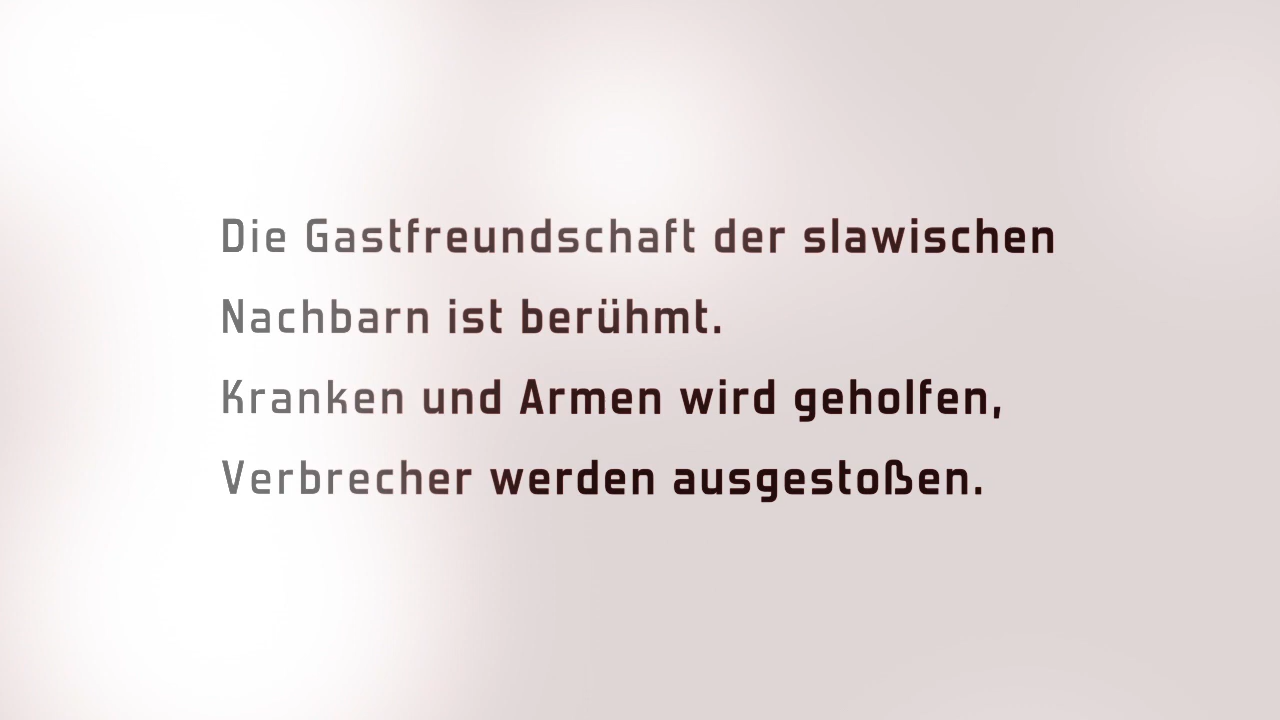 Die Gastfreundschaft der slawischen
Nachbarn ist berühmt.
Kranken und Armen wird geholfen,
Verbrecher werden ausgestoßen.